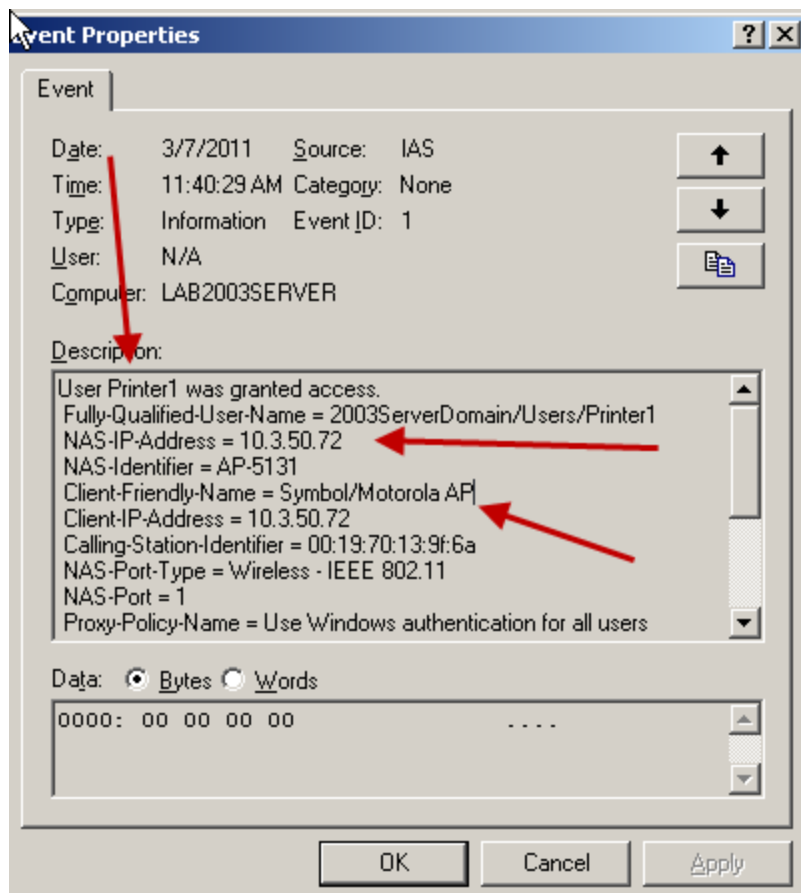 Event Properties
Event
Date: 3/7/2011 Source: IAS
Time: 11:40:29 AM Category: None
Type: Information Event ID: 1
User: N/A
Computer: LAB2003SERVER
Description:
User Printer1 was granted access.
Fully-Qualified-User-Name = 2003ServerDomain/Users/Printer1
NAS-IP-Address = 10.3.50.72
NAS-Identifier = AP-5131
Client-Friendly-Name = Symbol/Motorola AP
Client-IP-Address = 10.3.50.72
Calling-Station-Identifier = 00:19:70:13:9f:6a
NAS-Port-Type = Wireless - IEEE 802.11
NAS-Port = 1
Proxy-Policy-Name = Use Windows authentication for all users
Data: Bytes Words
0000: 00 00 00 00 ....
OK Cancel Apply